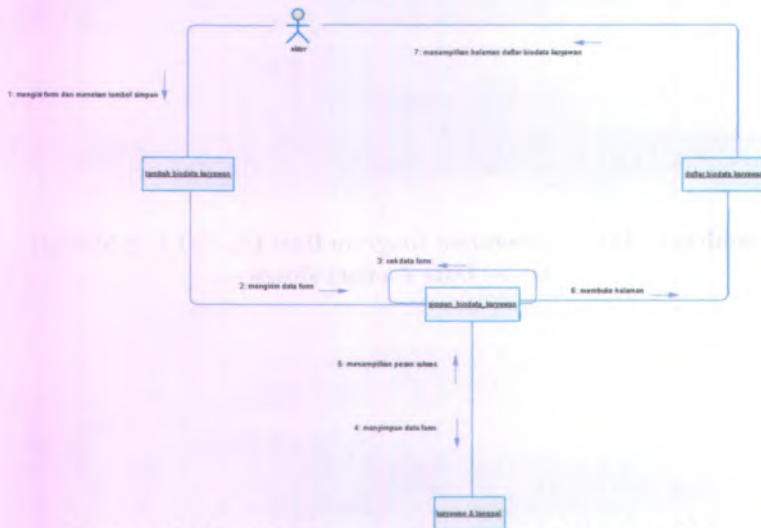 aktor
7: menampilkan halaman daftar biodata karyawan
1: mengisi form dan menekan tombol simpan
tambah biodata karyawan
daftar biodata karyawan
3: cek data form
2: mengirim data form
simpan_biodata_karyawan
6: membuka halaman
5: menampilkan pesan sukses
4: menyimpan data form
karyawan & tanggal